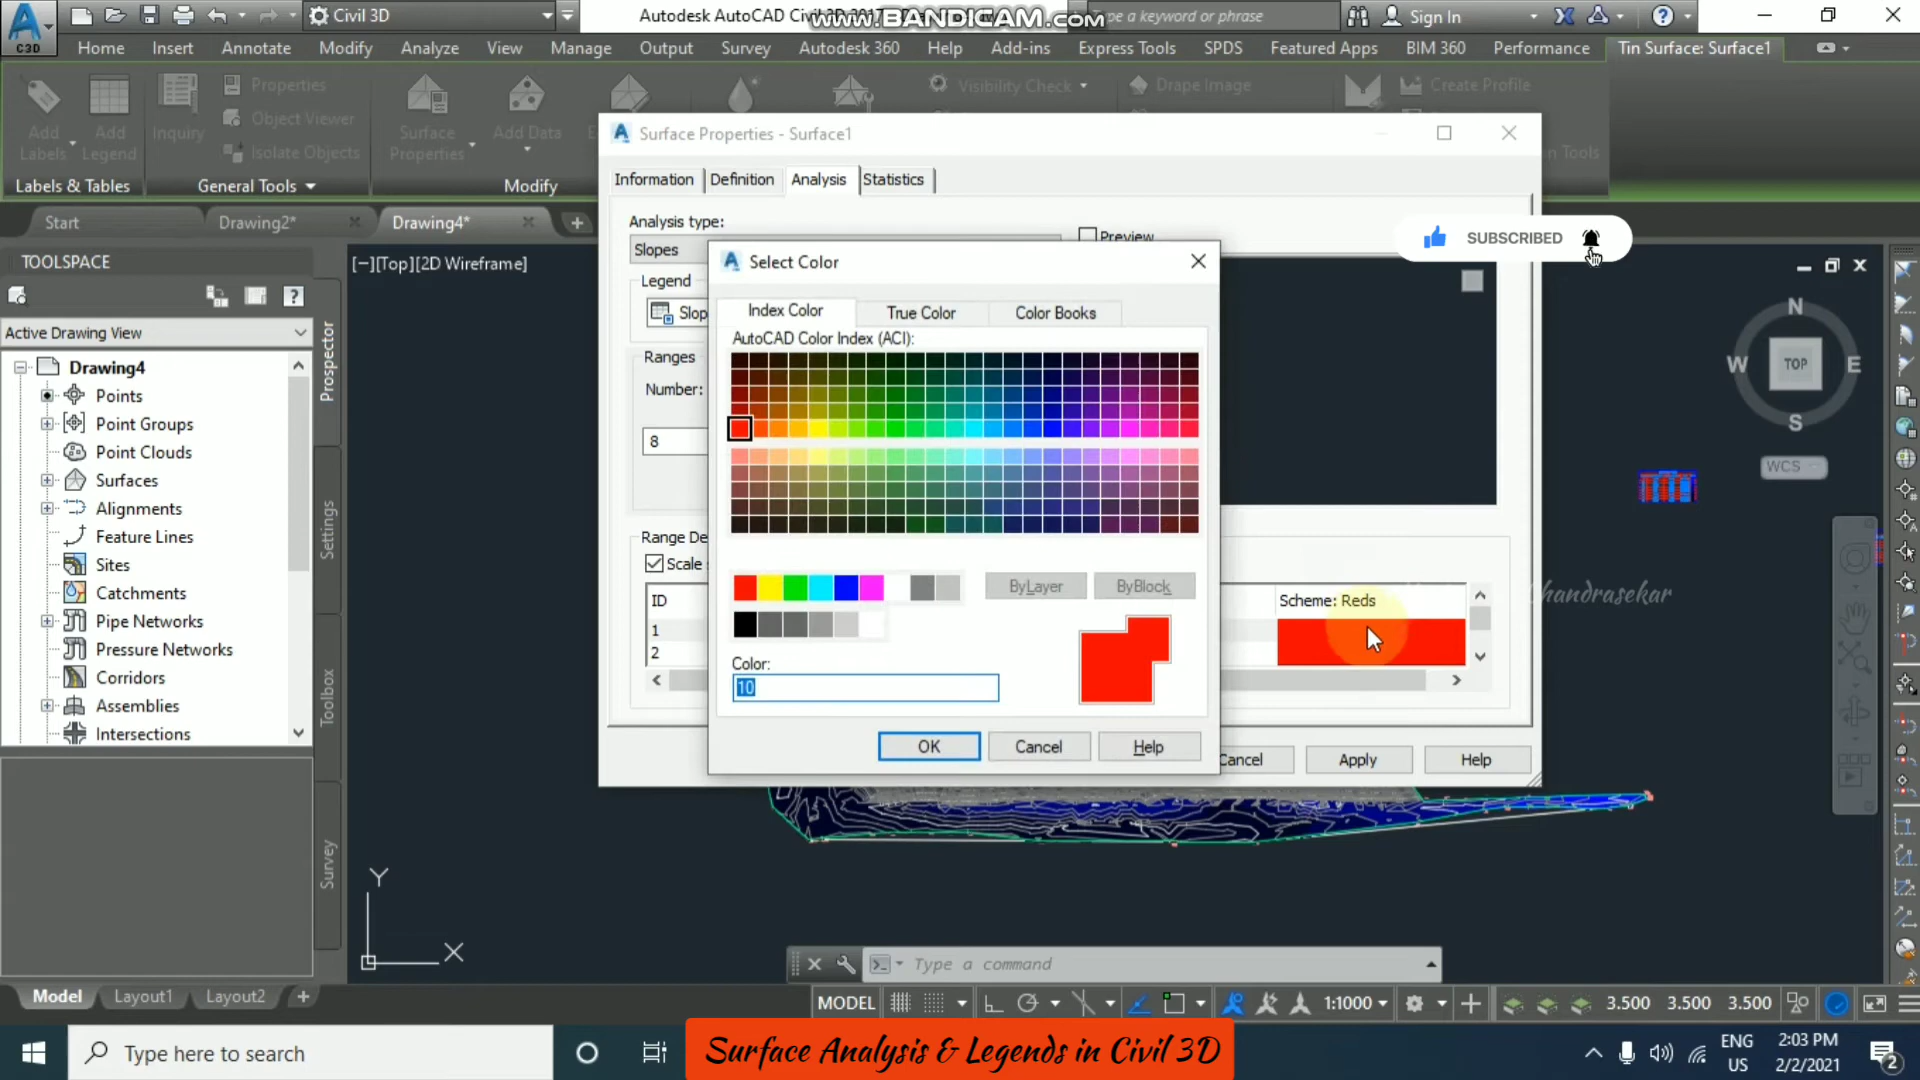 Civil 3D
Autodesk AutoCAD Civil 3D 2017
www.BANDICAM.com
Type a keyword or phrase
Sign In
C3D
Home Insert Annotate Modify Analyze View Manage Output Survey Autodesk 360 Help Add-ins Express Tools SPDS Featured Apps BIM 360 Performance Tin Surface: Surface1
Add Labels
Add Legend
Inquiry
Properties
Object Viewer
Isolate Objects
Surface Properties
Add Data
Visibility Check
Drape Image
Create Profile
Tools
Labels & Tables
General Tools
Modify
Start
Drawing2*
Drawing4*
TOOLSPACE
Active Drawing View
Drawing4
Points
Point Groups
Point Clouds
Surfaces
Alignments
Feature Lines
Sites
Catchments
Pipe Networks
Pressure Networks
Corridors
Assemblies
Intersections
Prospector
Settings
Toolbox
Survey
[−][Top][2D Wireframe]
Surface Properties - Surface1
Information Definition Analysis Statistics
Analysis type:
Slopes
Preview
Legend
Slop
Ranges
Number:
8
Range De
Scale
ID
1
2
Scheme: Reds
Cancel
Apply
Help
Select Color
Index Color True Color Color Books
AutoCAD Color Index (ACI):
ByLayer
ByBlock
Color:
10
OK
Cancel
Help
SUBSCRIBED
Chandrasekar
N
W TOP E
S
WCS
Y
X
Type a command
Model Layout1 Layout2
MODEL 1:1000 3.500 3.500 3.500
Type here to search
Surface Analysis & Legends in Civil 3D
ENG
US
2:03 PM
2/2/2021
2